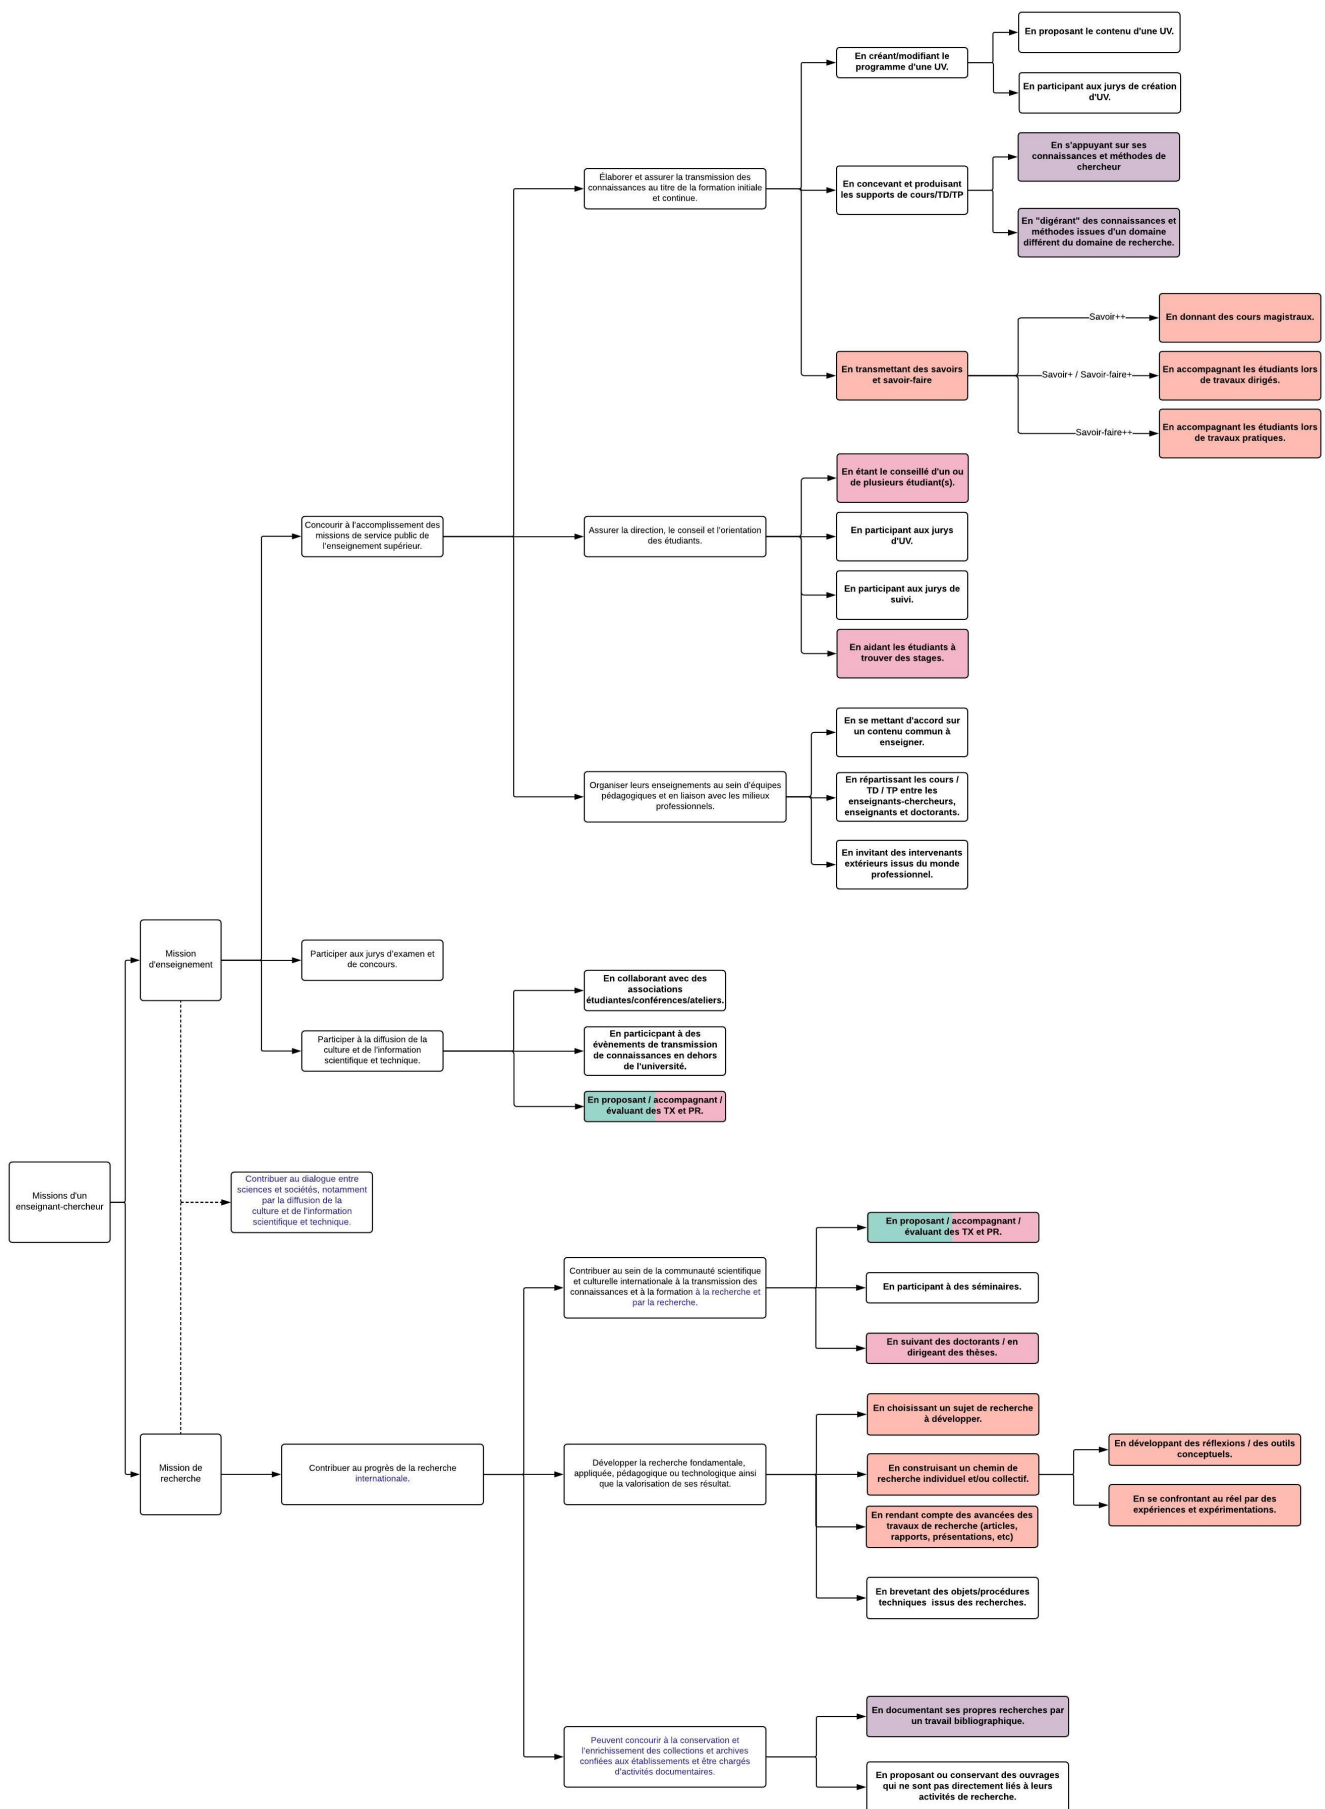 En proposant le contenu d'une UV.
En créant/modifiant le
programme d'une UV.
En participant aux jurys de création
d'UV.
En s'appuyant sur ses
connaissances et méthodes de
chercheur
Élaborer et assurer la transmission des
connaissances au titre de la formation initiale
et continue.
En concevant et produisant
les supports de cours/TD/TP
En "digérant" des connaissances et
méthodes issues d'un domaine
différent du domaine de recherche.
Savoir++
En donnant des cours magistraux.
En transmettant des savoirs
et savoir-faire
Savoir+ / Savoir-faire+
En accompagnant les étudiants lors
de travaux dirigés.
Savoir-faire++
En accompagnant les étudiants lors
de travaux pratiques.
En étant le conseillé d'un ou
de plusieurs étudiant(s).
Concourir à l'accomplissement des
missions de service public de
l'enseignement supérieur.
Assurer la direction, le conseil et l'orientation
des étudiants.
En participant aux jurys
d'UV.
En participant aux jurys de
suivi.
En aidant les étudiants à
trouver des stages.
En se mettant d'accord sur
un contenu commun à
enseigner.
Organiser leurs enseignements au sein d'équipes
pédagogiques et en liaison avec les milieux
professionnels.
En répartissant les cours /
TD / TP entre les
enseignants-chercheurs,
enseignants et doctorants.
En invitant des intervenants
extérieurs issus du monde
professionnel.
Mission
d'enseignement
Participer aux jurys d'examen et
de concours.
En collaborant avec des
associations
étudiantes/conférences/ateliers.
Participer à la diffusion de la
culture et de l'information
scientifique et technique.
En particpant à des
évènements de transmission
de connaissances en dehors
de l'université.
En proposant / accompagnant /
évaluant des TX et PR.
Missions d'un
enseignant-chercheur
Contribuer au dialogue entre
sciences et sociétés, notamment
par la diffusion de la
culture et de l'information
scientifique et technique.
En proposant / accompagnant /
évaluant des TX et PR.
Contribuer au sein de la communauté scientifique
et culturelle internationale à la transmission des
connaissances et à la formation à la recherche et
par la recherche.
En participant à des séminaires.
En suivant des doctorants / en
dirigeant des thèses.
En choisissant un sujet de recherche
à développer.
Mission de
recherche
Contribuer au progrès de la recherche
internationale.
Développer la recherche fondamentale,
appliquée, pédagogique ou technologique ainsi
que la valorisation de ses résultat.
En construisant un chemin de
recherche individuel et/ou collectif.
En développant des réflexions / des outils
conceptuels.
En se confrontant au réel par des
expériences et expérimentations.
En rendant compte des avancées des
travaux de recherche (articles,
rapports, présentations, etc)
En brevetant des objets/procédures
techniques  issus des recherches.
En documentant ses propres recherches par
un travail bibliographique.
Peuvent concourir à la conservation et
l'enrichissement des collections et archives
confiées aux établissements et être chargés
d'activités documentaires.
En proposant ou conservant des ouvrages
qui ne sont pas directement liés à leurs
activités de recherche.